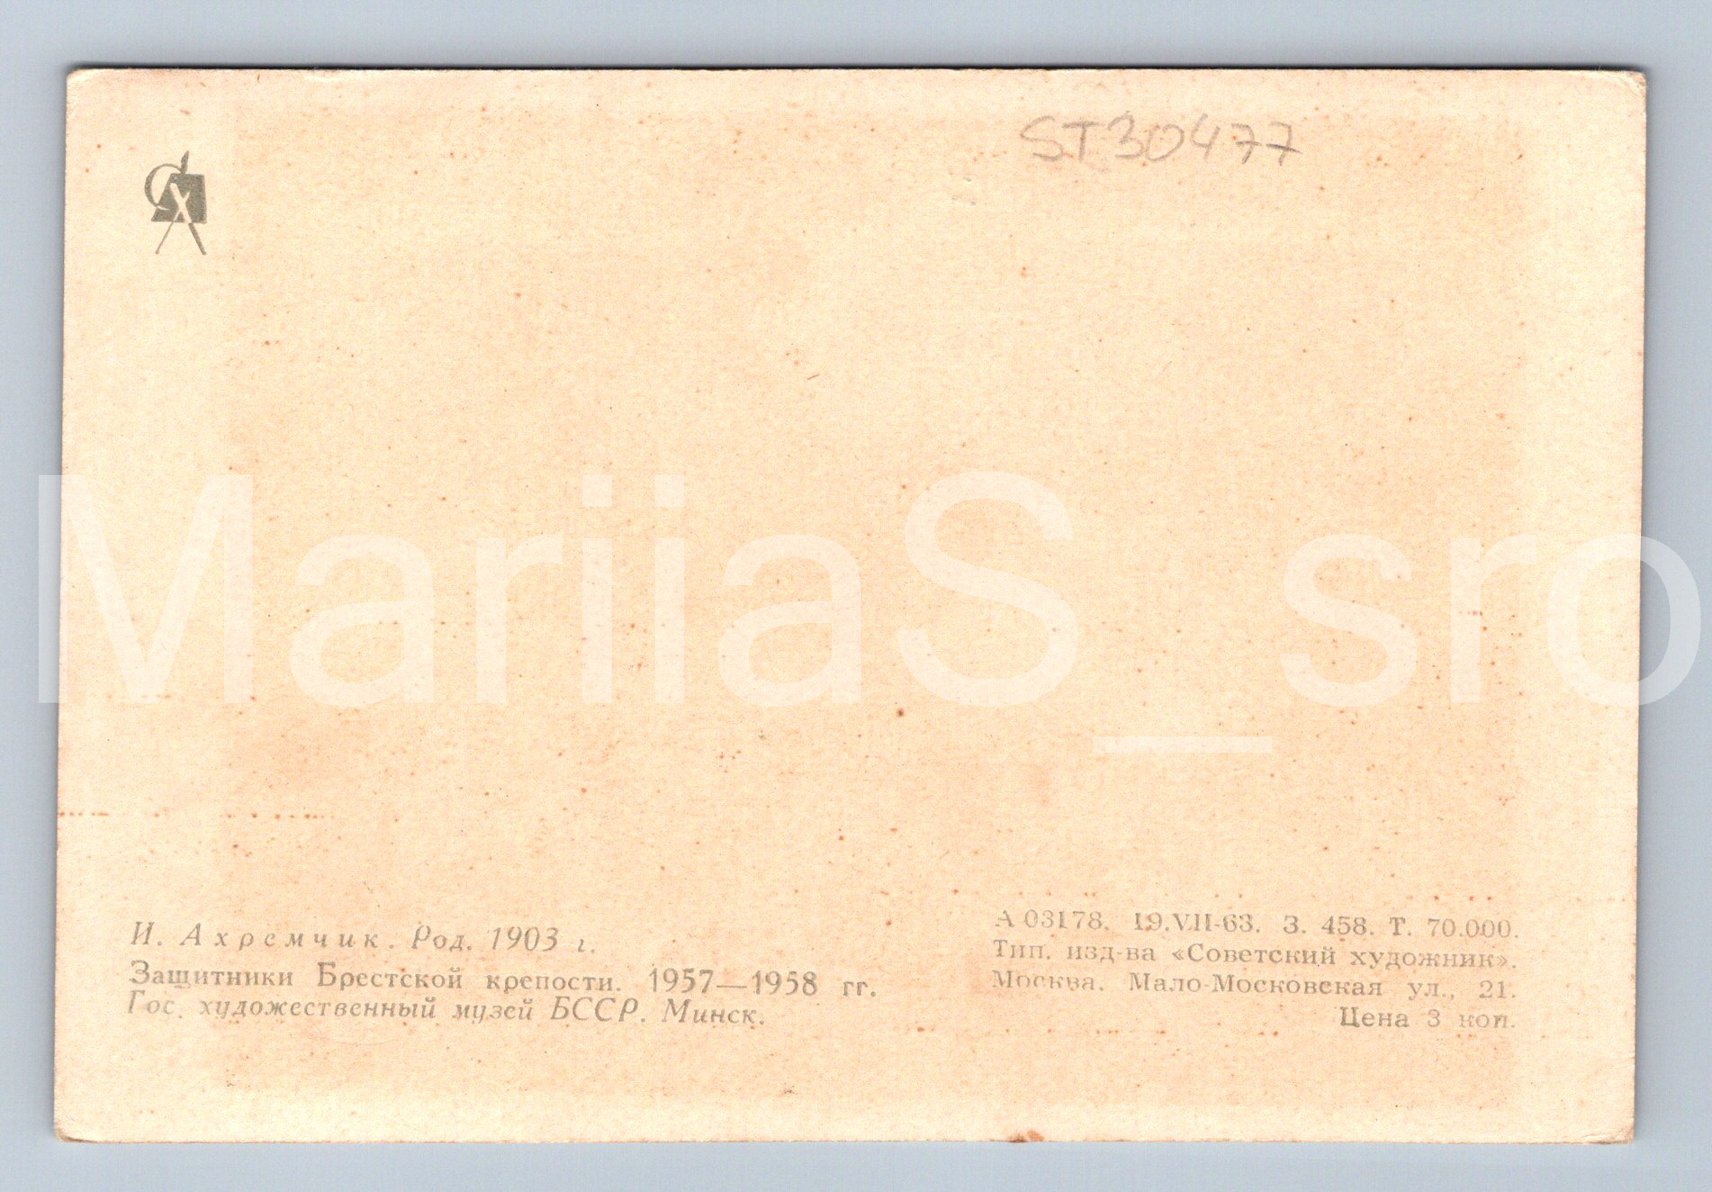 ST30477
СХ
MariiaS_sro
И. Ахремчик. Род. 1903 г.
Защитники Брестской крепости. 1957—1958 гг.
Гос. художественный музей БССР. Минск.
А 03178. 19.VII-63. З. 458. Т. 70.000.
Тип. изд-ва «Советский художник».
Москва. Мало-Московская ул., 21.
Цена 3 коп.